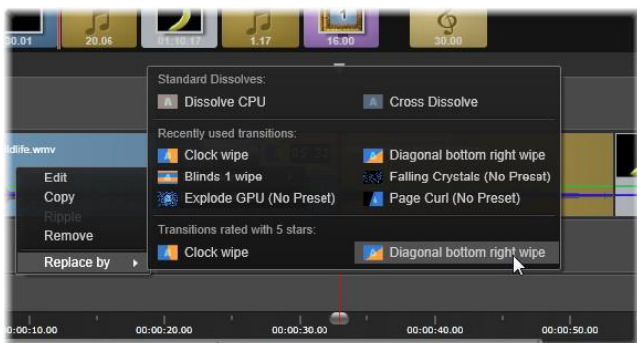 30.01 20.06 01;10.17 1.17 16.00 30.00
1
Standard Dissolves:
Dissolve CPU Cross Dissolve
Recently used transitions:
Clock wipe Diagonal bottom right wipe
Blinds 1 wipe Falling Crystals (No Preset)
Explode GPU (No Preset) Page Curl (No Preset)
Transitions rated with 5 stars:
Clock wipe Diagonal bottom right wipe
ildlife.wmv
Edit
Copy
Ripple
Remove
Replace by
0:00:10.00 00:00:20.00 00:00:30.00 00:00:40.00 00:00:50.00